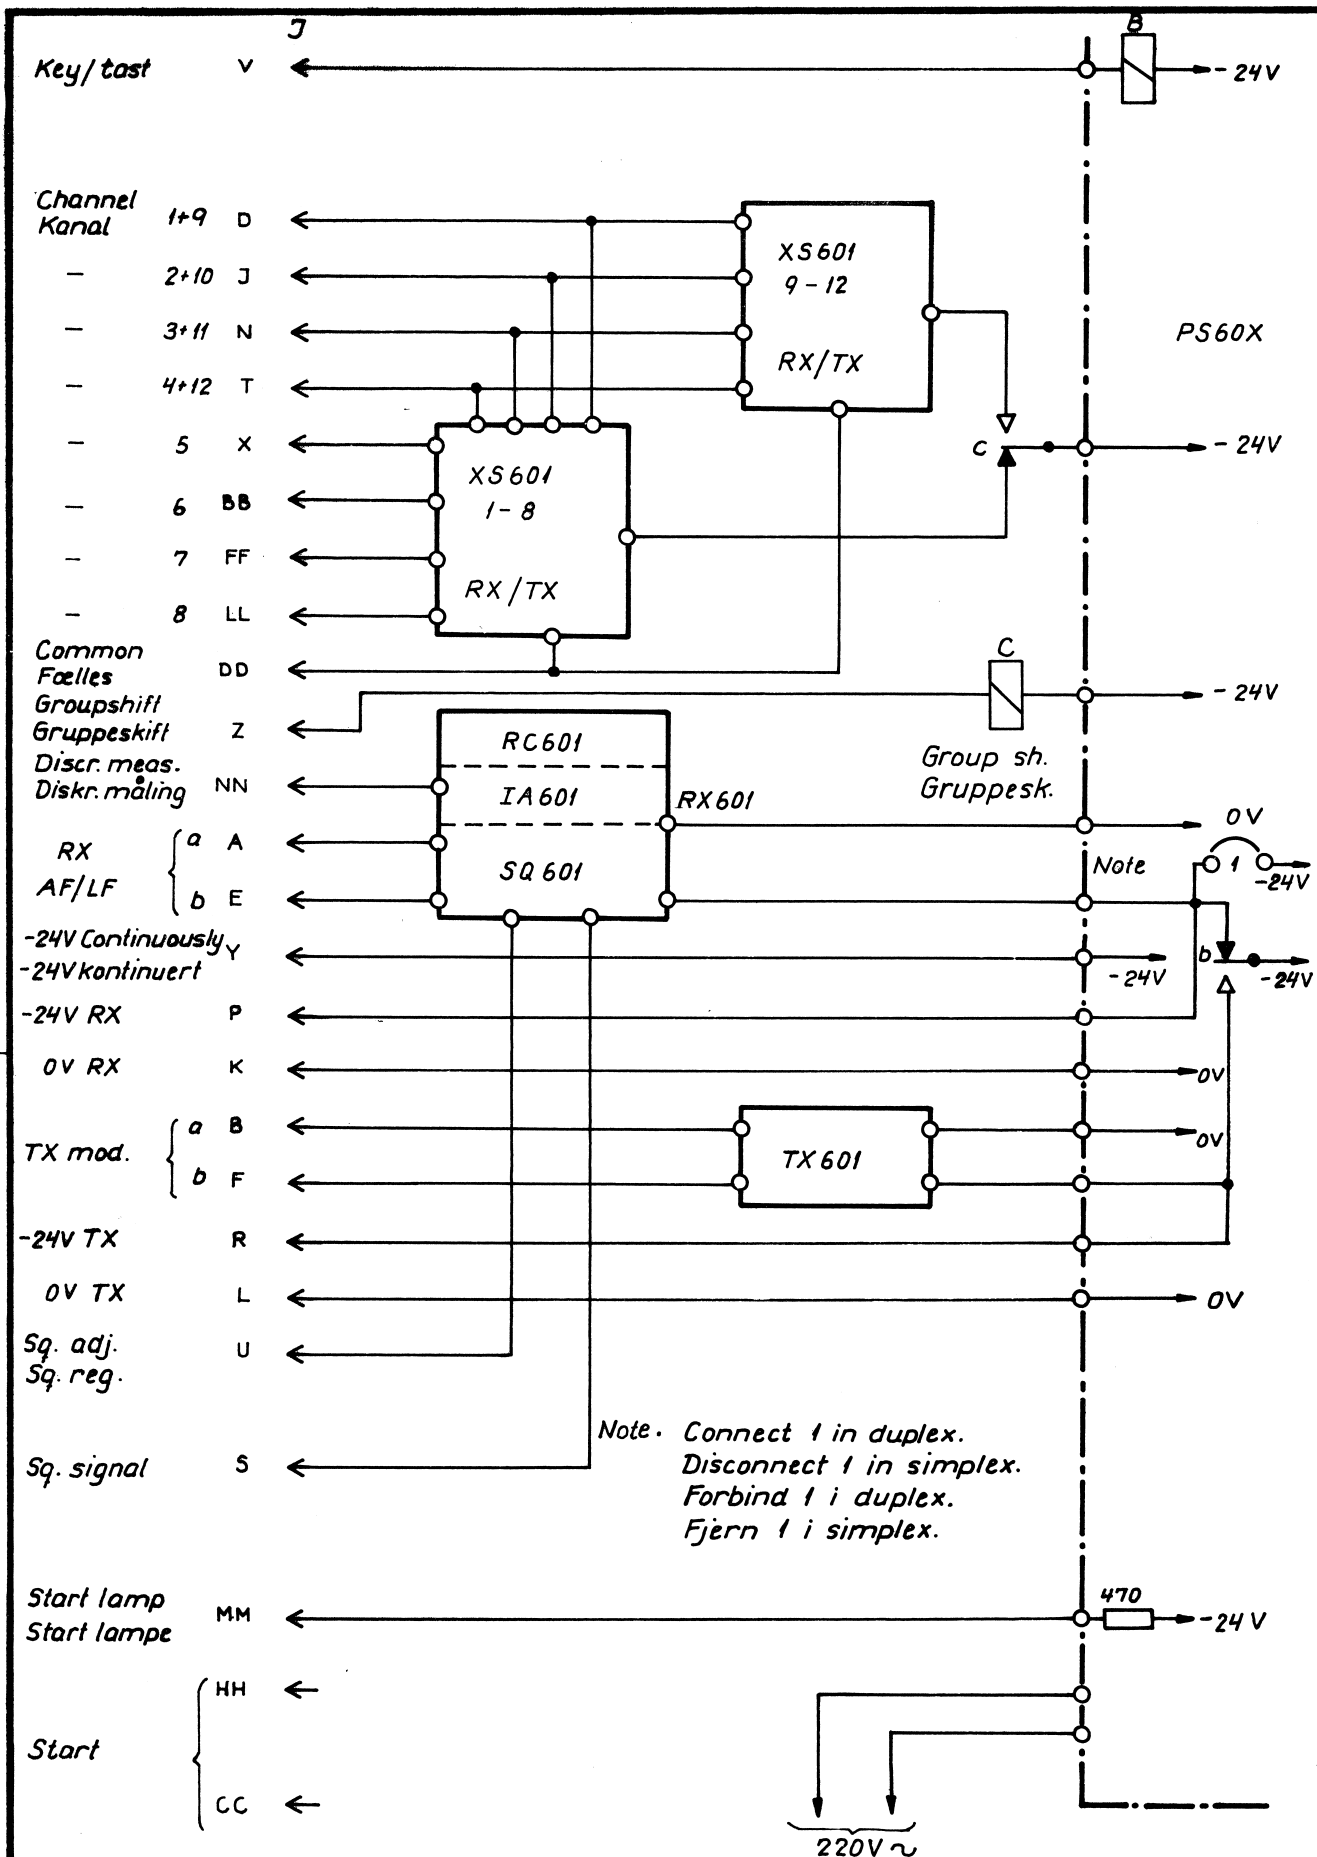 J
B
Key/tast V -24V
Channel
Kanal 1+9 D
- 2+10 J
- 3+11 N
- 4+12 T
XS601
9-12
RX/TX
PS60X
- 5 X
- 6 BB
- 7 FF
- 8 LL
XS601
1-8
RX/TX
C -24V
Common
Fælles DD
Groupshift
Gruppeskift Z
C
-24V
Group sh.
Gruppesk.
Discr. meas.
Diskr. måling NN
RC601
IA601
SQ601
RX601
0V
RX
AF/LF
a A
b E
Note
1
-24V
-24V Continuously
-24V kontinuert Y
-24V
b
-24V
-24V RX P
0V RX K 0V
TX mod.
a B
b F
TX601
0V
-24V TX R
0V TX L 0V
Sq. adj.
Sq. reg. U
Sq. signal S
Note. Connect 1 in duplex.
Disconnect 1 in simplex.
Forbind 1 i duplex.
Fjern 1 i simplex.
Start lamp
Start lampe MM
470
-24V
Start
HH
CC
220V ~